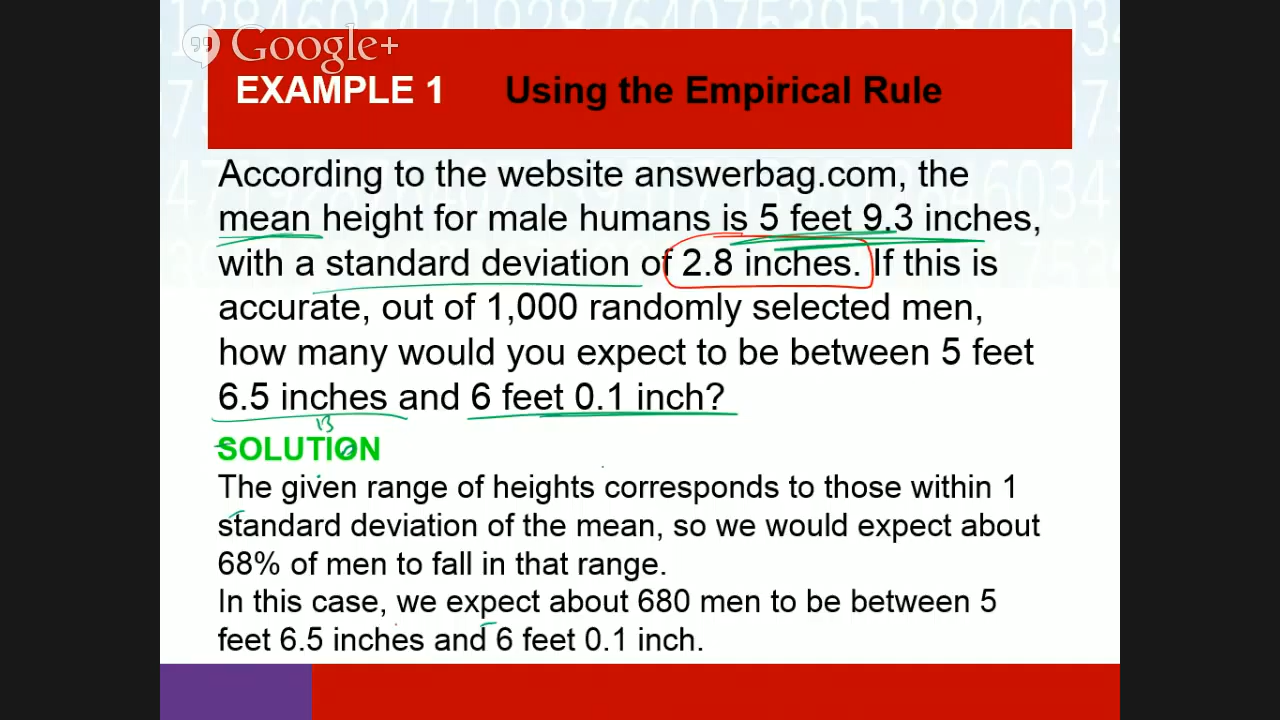 Google+
EXAMPLE 1 Using the Empirical Rule
According to the website answerbag.com, the
mean height for male humans is 5 feet 9.3 inches,
with a standard deviation of 2.8 inches. If this is
accurate, out of 1,000 randomly selected men,
how many would you expect to be between 5 feet
6.5 inches and 6 feet 0.1 inch?
SOLUTION
The given range of heights corresponds to those within 1
standard deviation of the mean, so we would expect about
68% of men to fall in that range.
In this case, we expect about 680 men to be between 5
feet 6.5 inches and 6 feet 0.1 inch.